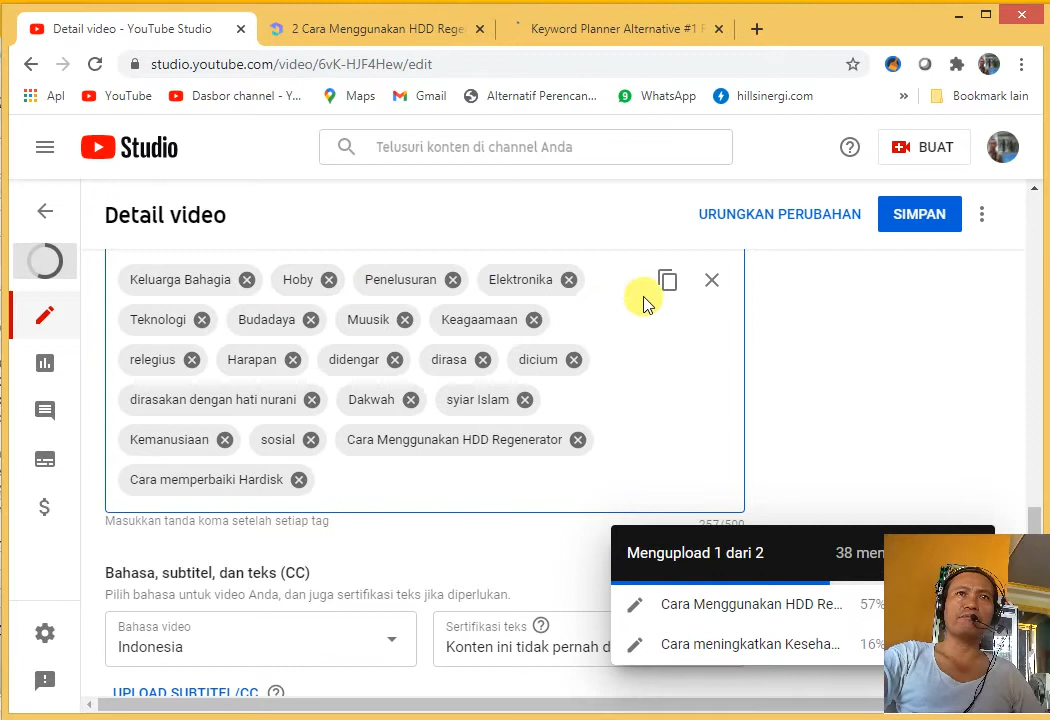 Detail video - YouTube Studio
2 Cara Menggunakan HDD Rege
Keyword Planner Alternative #1 F
studio.youtube.com/video/6vK-HJF4Hew/edit
Apl
YouTube
Dasbor channel - Y...
Maps
Gmail
Alternatif Perencan...
WhatsApp
hillsinergi.com
»
Bookmark lain
Studio
Telusuri konten di channel Anda
BUAT
Detail video
URUNGKAN PERUBAHAN
SIMPAN
Keluarga Bahagia
Hoby
Penelusuran
Elektronika
Teknologi
Budadaya
Muusik
Keagaamaan
relegius
Harapan
didengar
dirasa
dicium
dirasakan dengan hati nurani
Dakwah
syiar Islam
Kemanusiaan
sosial
Cara Menggunakan HDD Regenerator
Cara memperbaiki Hardisk
Masukkan tanda koma setelah setiap tag
257/500
Mengupload 1 dari 2
38 men
Cara Menggunakan HDD Re...
57%
Cara meningkatkan Keseha...
16%
Bahasa, subtitel, dan teks (CC)
Pilih bahasa untuk video Anda, dan juga sertifikasi teks jika diperlukan.
Bahasa video
Indonesia
Sertifikasi teks
Konten ini tidak pernah d
UPLOAD SUBTITEL/CC